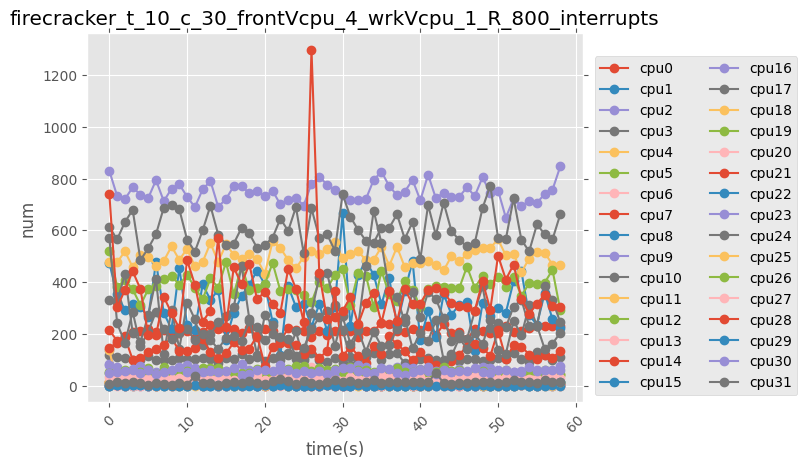 firecracker_t_10_c_30_frontVcpu_4_wrkVcpu_1_R_800_interrupts
num
1200
1000
800
600
400
200
0
0
10
20
30
40
50
60
time(s)
cpu0
cpu1
cpu2
cpu3
cpu4
cpu5
cpu6
cpu7
cpu8
cpu9
cpu10
cpu11
cpu12
cpu13
cpu14
cpu15
cpu16
cpu17
cpu18
cpu19
cpu20
cpu21
cpu22
cpu23
cpu24
cpu25
cpu26
cpu27
cpu28
cpu29
cpu30
cpu31